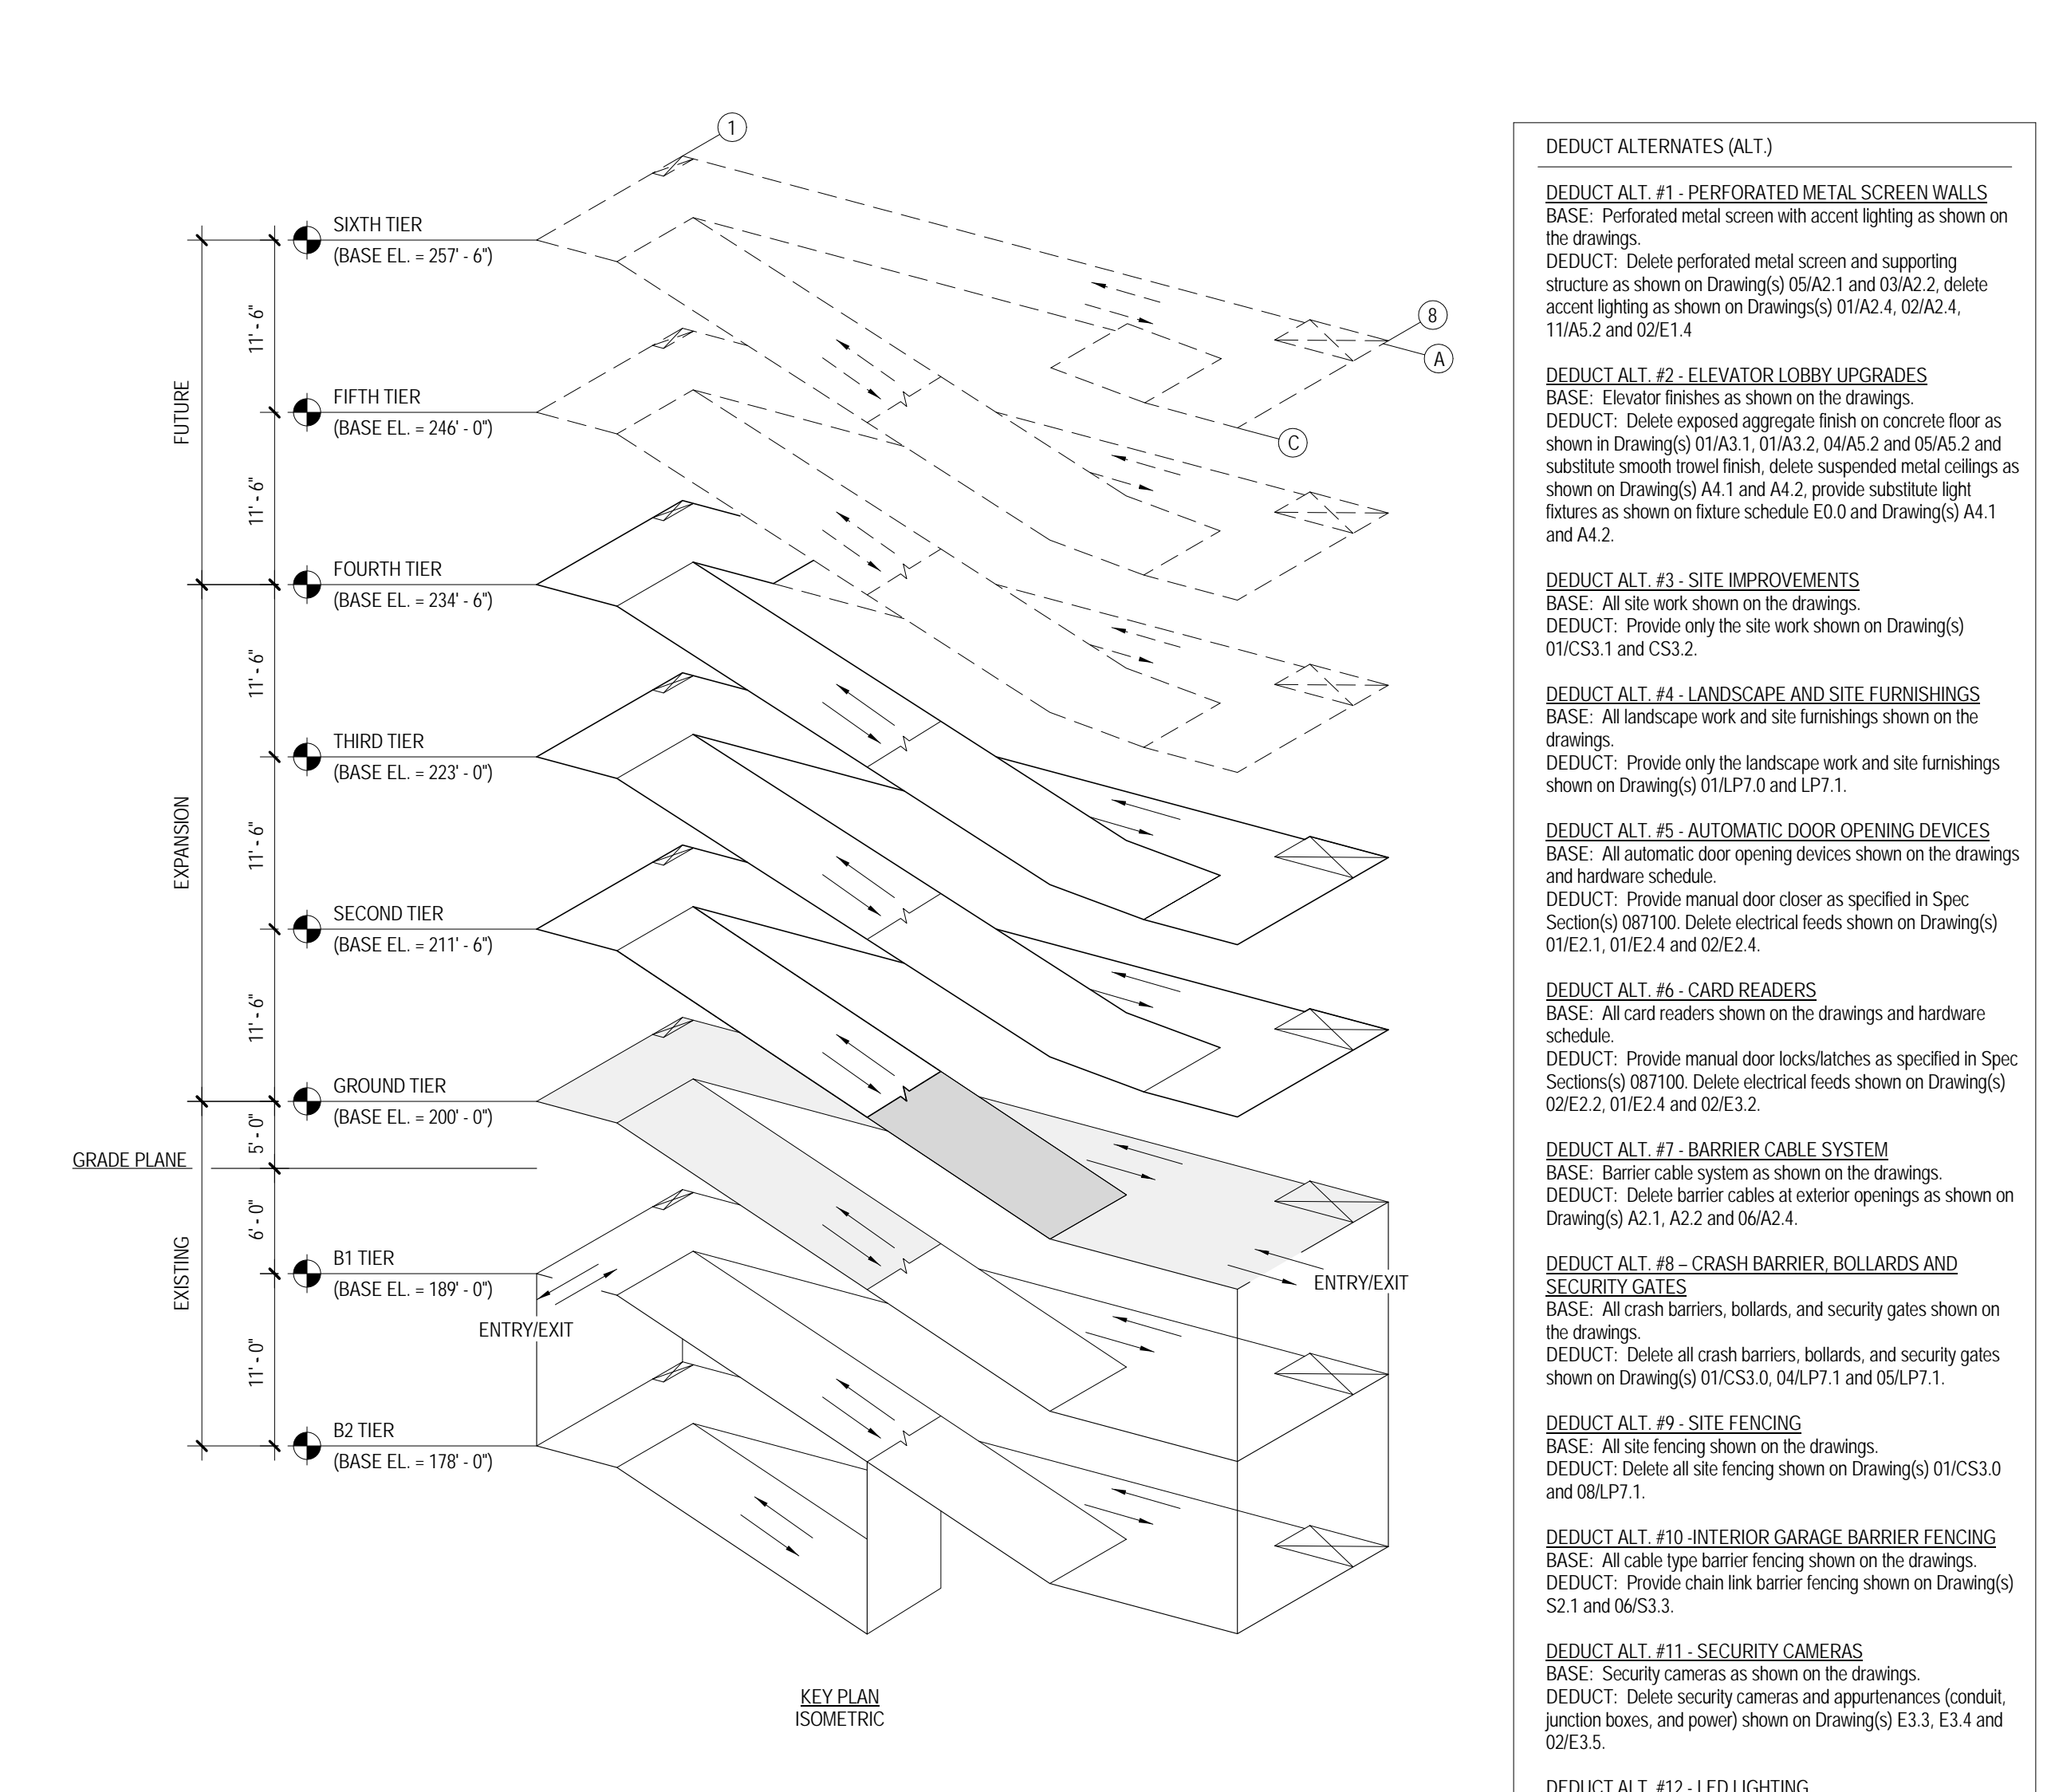 1
SIXTH TIER
(BASE EL. = 257' - 6")
11' - 6"
8
A
FUTURE
FIFTH TIER
(BASE EL. = 246' - 0")
C
11' - 6"
FOURTH TIER
(BASE EL. = 234' - 6")
11' - 6"
THIRD TIER
(BASE EL. = 223' - 0")
EXPANSION
11' - 6"
SECOND TIER
(BASE EL. = 211' - 6")
11' - 6"
GROUND TIER
(BASE EL. = 200' - 0")
5' - 0"
GRADE PLANE
6' - 0"
EXISTING
B1 TIER
(BASE EL. = 189' - 0")
ENTRY/EXIT
ENTRY/EXIT
11' - 0"
B2 TIER
(BASE EL. = 178' - 0")
KEY PLAN
ISOMETRIC
DEDUCT ALTERNATES (ALT.)
DEDUCT ALT. #1 - PERFORATED METAL SCREEN WALLS
BASE: Perforated metal screen with accent lighting as shown on
the drawings.
DEDUCT: Delete perforated metal screen and supporting
structure as shown on Drawing(s) 05/A2.1 and 03/A2.2, delete
accent lighting as shown on Drawings(s) 01/A2.4, 02/A2.4,
11/A5.2 and 02/E1.4
DEDUCT ALT. #2 - ELEVATOR LOBBY UPGRADES
BASE: Elevator finishes as shown on the drawings.
DEDUCT: Delete exposed aggregate finish on concrete floor as
shown in Drawing(s) 01/A3.1, 01/A3.2, 04/A5.2 and 05/A5.2 and
substitute smooth trowel finish, delete suspended metal ceilings as
shown on Drawing(s) A4.1 and A4.2, provide substitute light
fixtures as shown on fixture schedule E0.0 and Drawing(s) A4.1
and A4.2.
DEDUCT ALT. #3 - SITE IMPROVEMENTS
BASE: All site work shown on the drawings.
DEDUCT: Provide only the site work shown on Drawing(s)
01/CS3.1 and CS3.2.
DEDUCT ALT. #4 - LANDSCAPE AND SITE FURNISHINGS
BASE: All landscape work and site furnishings shown on the
drawings.
DEDUCT: Provide only the landscape work and site furnishings
shown on Drawing(s) 01/LP7.0 and LP7.1.
DEDUCT ALT. #5 - AUTOMATIC DOOR OPENING DEVICES
BASE: All automatic door opening devices shown on the drawings
and hardware schedule.
DEDUCT: Provide manual door closer as specified in Spec
Section(s) 087100. Delete electrical feeds shown on Drawing(s)
01/E2.1, 01/E2.4 and 02/E2.4.
DEDUCT ALT. #6 - CARD READERS
BASE: All card readers shown on the drawings and hardware
schedule.
DEDUCT: Provide manual door locks/latches as specified in Spec
Sections(s) 087100. Delete electrical feeds shown on Drawing(s)
02/E2.2, 01/E2.4 and 02/E3.2.
DEDUCT ALT. #7 - BARRIER CABLE SYSTEM
BASE: Barrier cable system as shown on the drawings.
DEDUCT: Delete barrier cables at exterior openings as shown on
Drawing(s) A2.1, A2.2 and 06/A2.4.
DEDUCT ALT. #8 – CRASH BARRIER, BOLLARDS AND
SECURITY GATES
BASE: All crash barriers, bollards, and security gates shown on
the drawings.
DEDUCT: Delete all crash barriers, bollards, and security gates
shown on Drawing(s) 01/CS3.0, 04/LP7.1 and 05/LP7.1.
DEDUCT ALT. #9 - SITE FENCING
BASE: All site fencing shown on the drawings.
DEDUCT: Delete all site fencing shown on Drawing(s) 01/CS3.0
and 08/LP7.1.
DEDUCT ALT. #10 -INTERIOR GARAGE BARRIER FENCING
BASE: All cable type barrier fencing shown on the drawings.
DEDUCT: Provide chain link barrier fencing shown on Drawing(s)
S2.1 and 06/S3.3.
DEDUCT ALT. #11 - SECURITY CAMERAS
BASE: Security cameras as shown on the drawings.
DEDUCT: Delete security cameras and appurtenances (conduit,
junction boxes, and power) shown on Drawing(s) E3.3, E3.4 and
02/E3.5.
DEDUCT ALT. #12 - LED LIGHTING